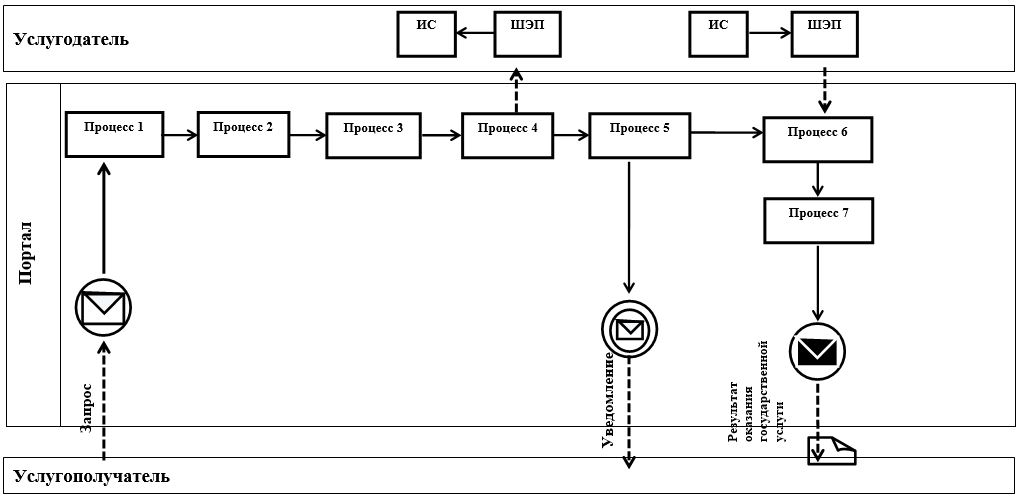 Услугодатель
ИС
ШЭП
ИС
ШЭП
Портал
Процесс 1
Процесс 2
Процесс 3
Процесс 4
Процесс 5
Процесс 6
Процесс 7
Запрос
Уведомление
Результат
оказания
государственной
услуги
Услугополучатель